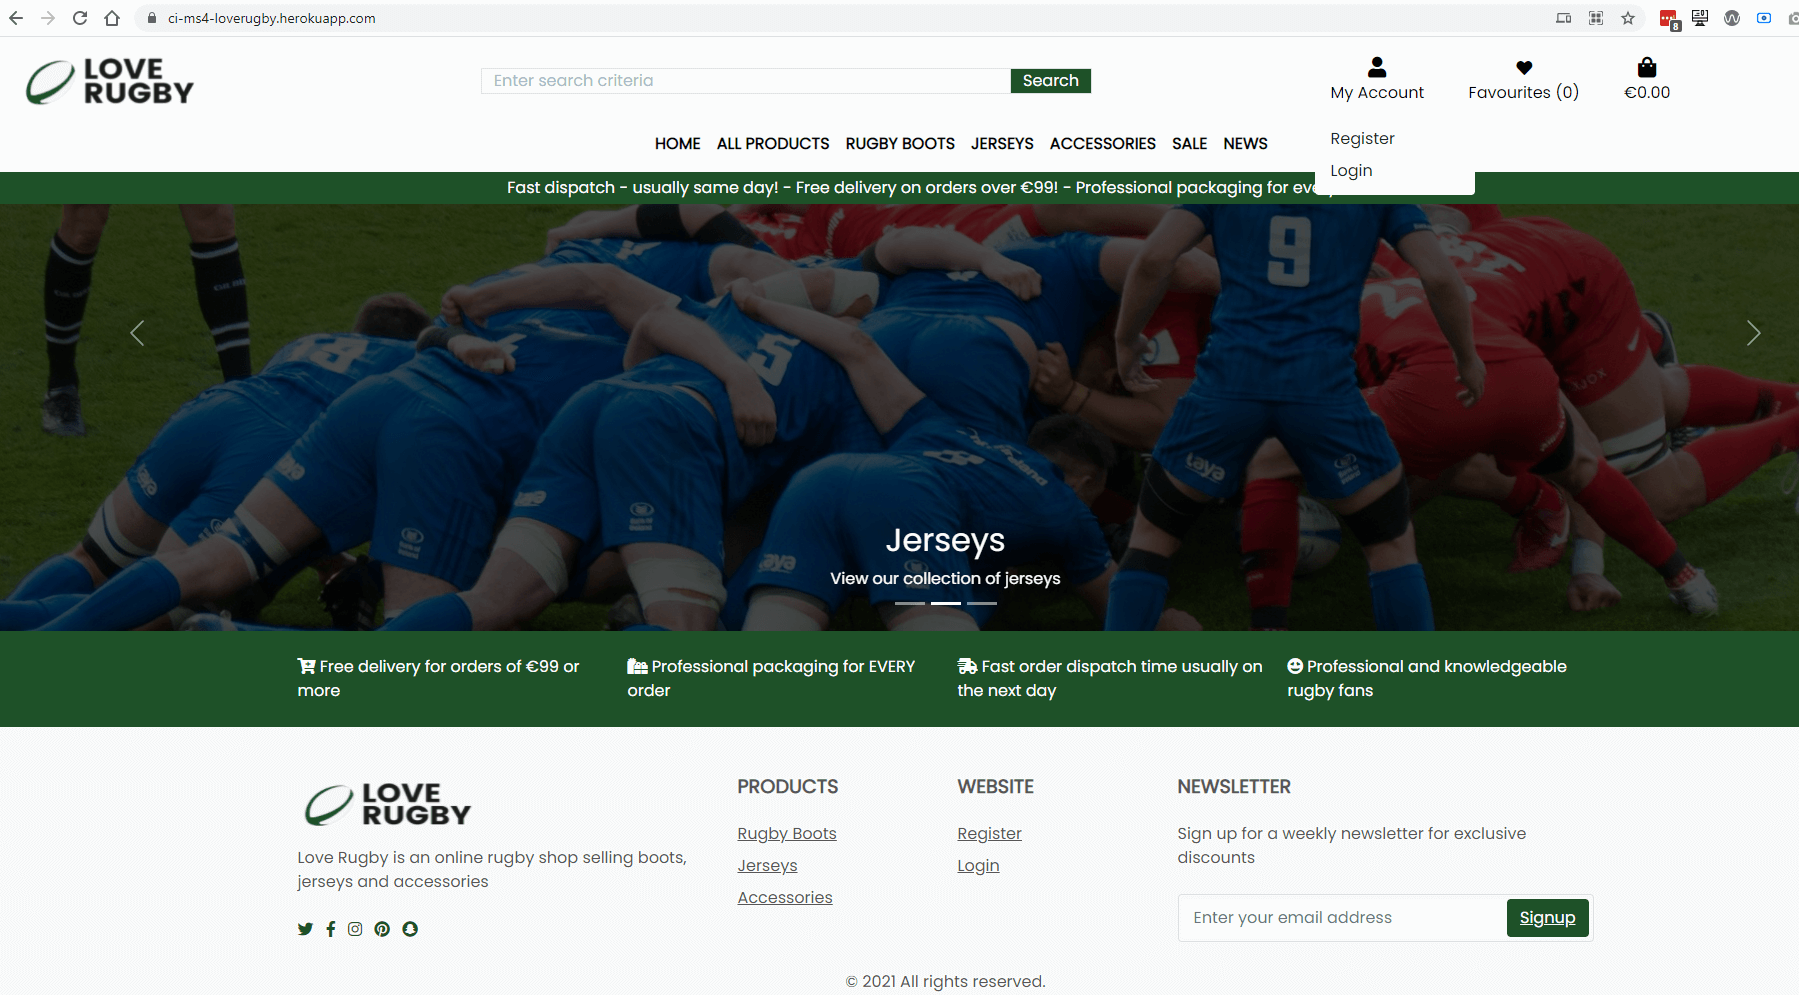 ci-ms4-loverugby.herokuapp.com
8
LOVE
RUGBY
Enter search criteria
Search
My Account
Favourites (0)
€0.00
Register
Login
HOME ALL PRODUCTS RUGBY BOOTS JERSEYS ACCESSORIES SALE NEWS
Fast dispatch - usually same day! - Free delivery on orders over €99! - Professional packaging for
9
5
laya
Jerseys
View our collection of jerseys
Free delivery for orders of €99 or
more
Professional packaging for EVERY
order
Fast order dispatch time usually on
the next day
Professional and knowledgeable
rugby fans
LOVE
RUGBY
Love Rugby is an online rugby shop selling boots,
jerseys and accessories
PRODUCTS
Rugby Boots
Jerseys
Accessories
WEBSITE
Register
Login
NEWSLETTER
Sign up for a weekly newsletter for exclusive
discounts
Enter your email address
Signup
© 2021 All rights reserved.